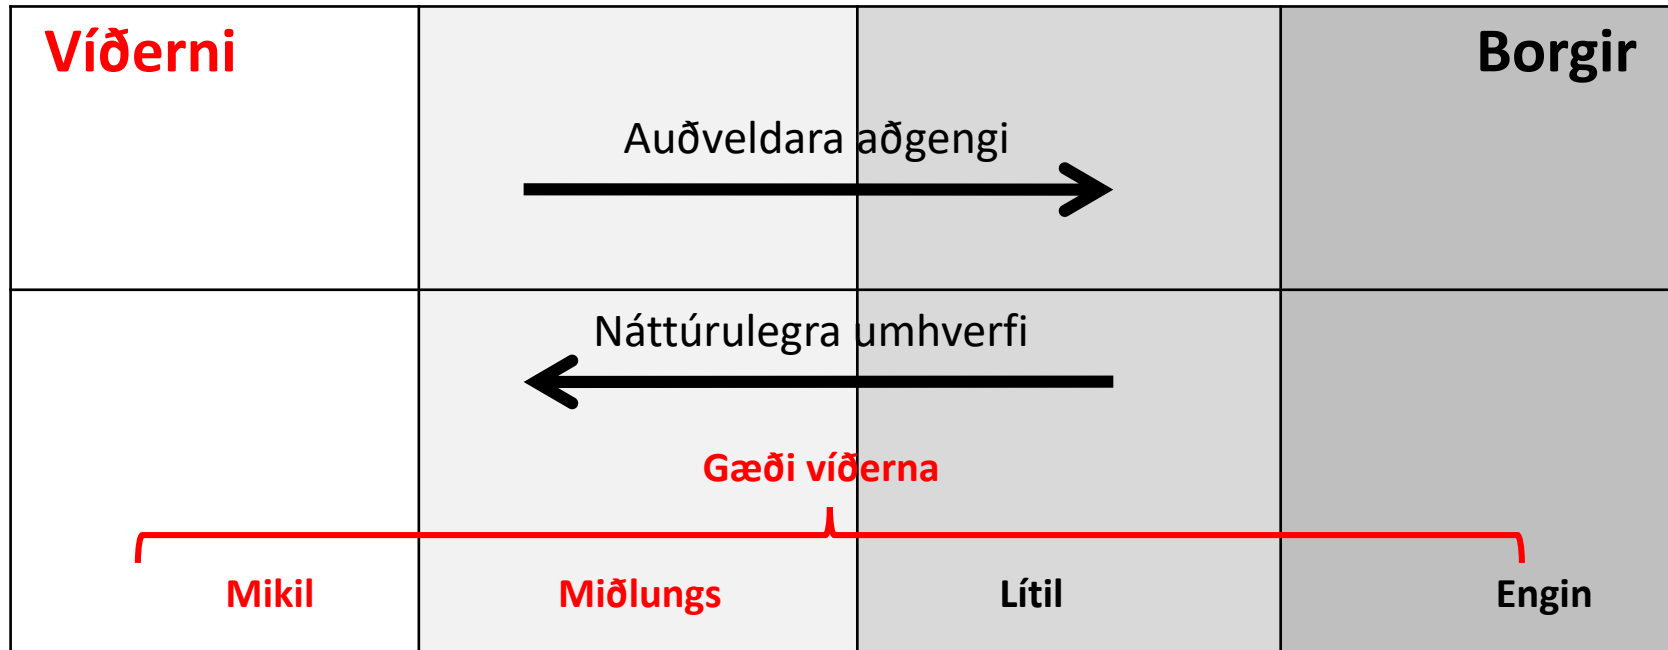 Víðerni
Borgir
Auðveldara aðgengi
Náttúrulegra umhverfi
Gæði víðerna
Mikil
Miðlungs
Lítil
Engin